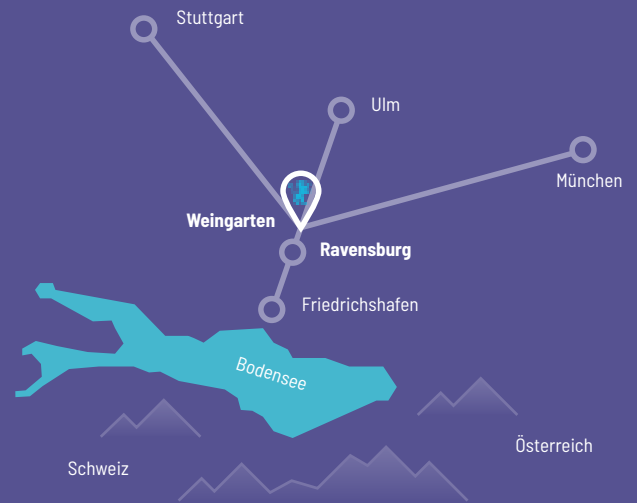 Stuttgart
Ulm
München
Weingarten
Ravensburg
Friedrichshafen
Bodensee
Österreich
Schweiz